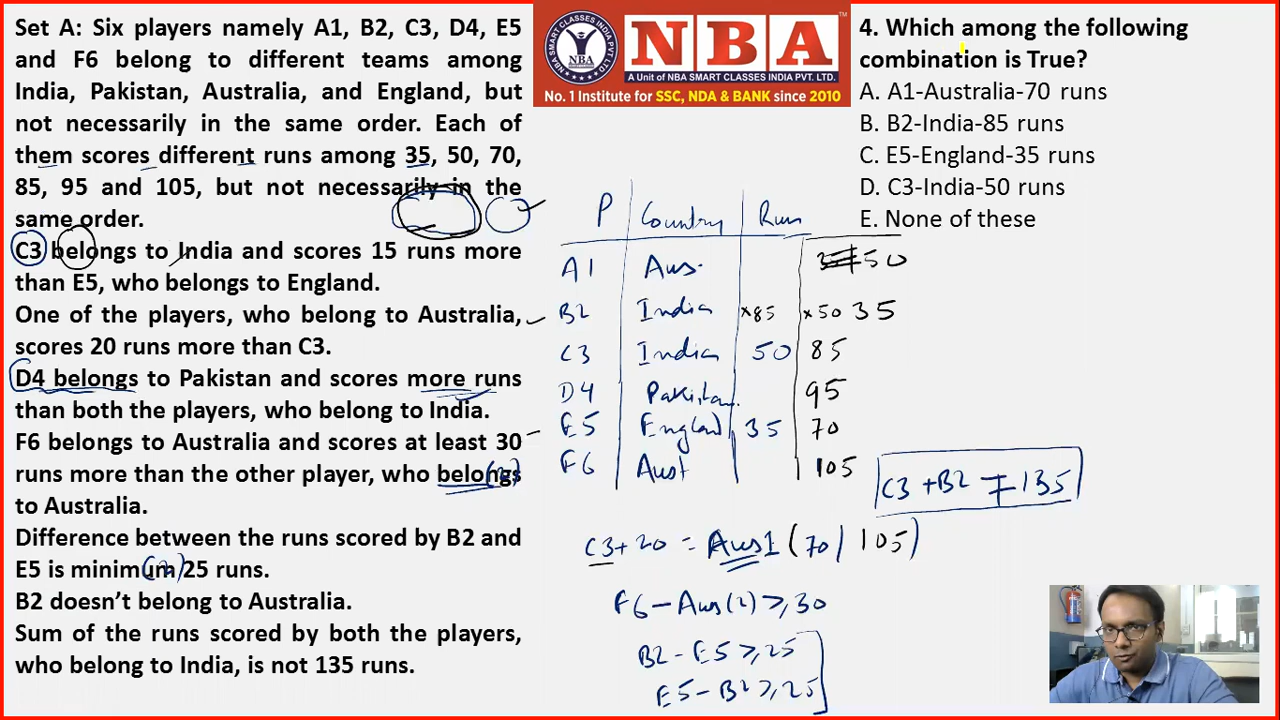 Set A: Six players namely A1, B2, C3, D4, E5
and F6 belong to different teams among
India, Pakistan, Australia, and England, but
not necessarily in the same order. Each of
them scores different runs among 35, 50, 70,
85, 95 and 105, but not necessarily in the
same order.
C3 belongs to India and scores 15 runs more
than E5, who belongs to England.
One of the players, who belong to Australia,
scores 20 runs more than C3.
D4 belongs to Pakistan and scores more runs
than both the players, who belong to India.
F6 belongs to Australia and scores at least 30
runs more than the other player, who belongs
to Australia.
Difference between the runs scored by B2 and
E5 is minimum 25 runs.
B2 doesn't belong to Australia.
Sum of the runs scored by both the players,
who belong to India, is not 135 runs.
NBA
A Unit of NBA SMART CLASSES INDIA PVT. LTD.
No. 1 Institute for SSC, NDA & BANK since 2010
NBA
SMART CLASSES
4. Which among the following
combination is True?
A. A1-Australia-70 runs
B. B2-India-85 runs
C. E5-England-35 runs
D. C3-India-50 runs
E. None of these
P Country Run
A1 Aus. 50
B2 India ×85 ×50 35
C3 India 50 85
D4 Pakistan 95
E5 England 35 70
F6 Aust 105
C3 + B2 ≠ 135
C3+20 = Aus1 (70/ 105)
F6 – Aus(2) ≥, 30
B2 - E5 ≥, 25
E5 - B2 ≥, 25